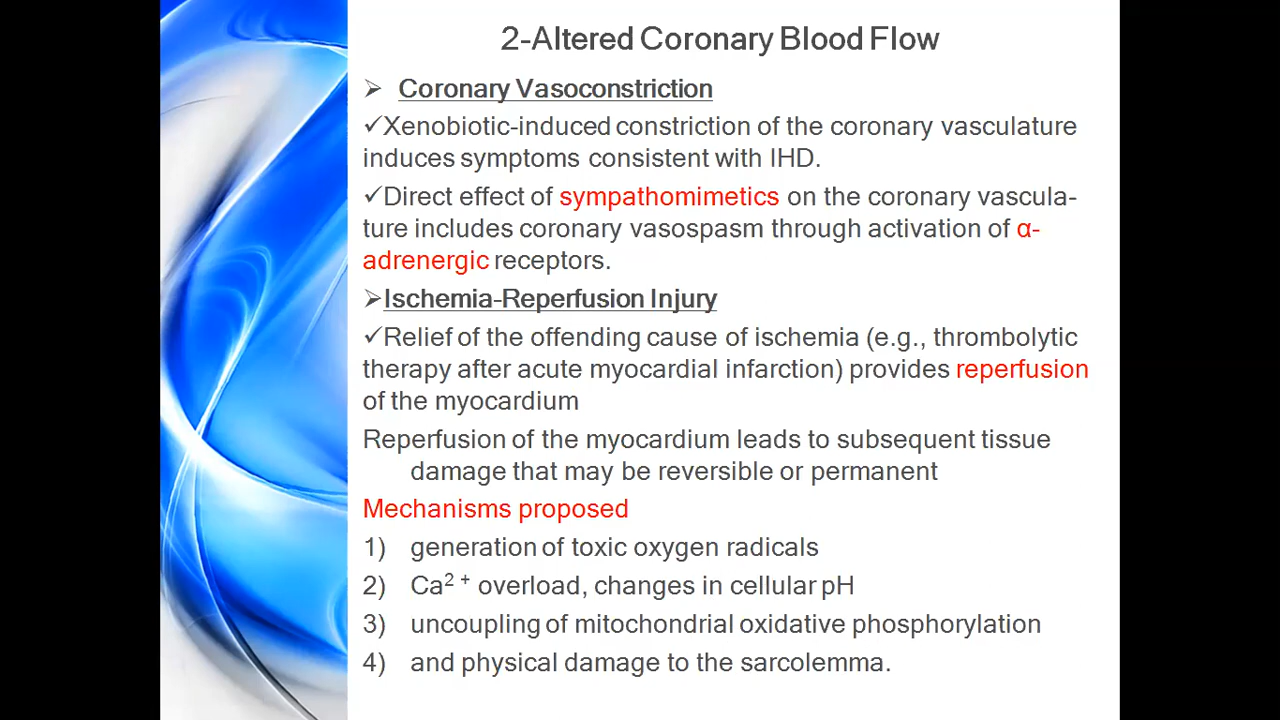 2-Altered Coronary Blood Flow
➢ Coronary Vasoconstriction
✓Xenobiotic-induced constriction of the coronary vasculature
induces symptoms consistent with IHD.
✓Direct effect of sympathomimetics on the coronary vascula-
ture includes coronary vasospasm through activation of α-
adrenergic receptors.
➢Ischemia-Reperfusion Injury
✓Relief of the offending cause of ischemia (e.g., thrombolytic
therapy after acute myocardial infarction) provides reperfusion
of the myocardium
Reperfusion of the myocardium leads to subsequent tissue
damage that may be reversible or permanent
Mechanisms proposed
1) generation of toxic oxygen radicals
2) Ca²⁺ overload, changes in cellular pH
3) uncoupling of mitochondrial oxidative phosphorylation
4) and physical damage to the sarcolemma.